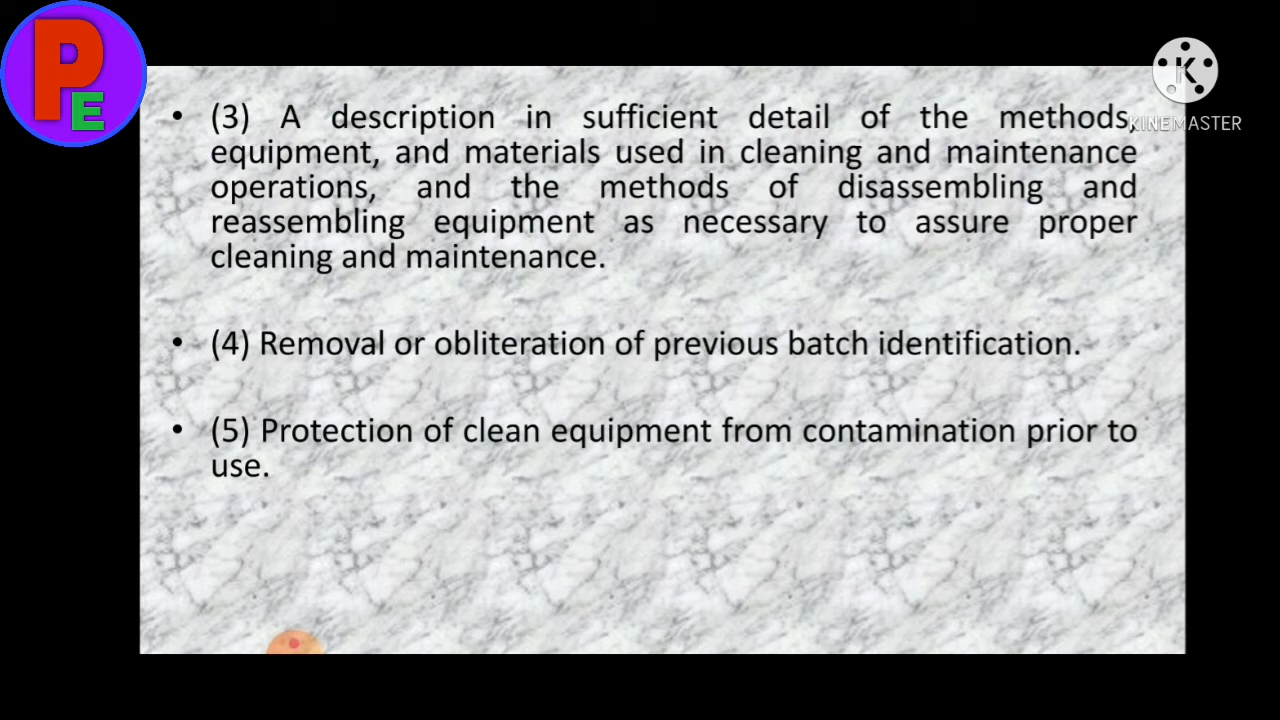 PE
K
KINEMASTER
• (3) A description in sufficient detail of the methods,
equipment, and materials used in cleaning and maintenance
operations, and the methods of disassembling and
reassembling equipment as necessary to assure proper
cleaning and maintenance.
• (4) Removal or obliteration of previous batch identification.
• (5) Protection of clean equipment from contamination prior to
use.